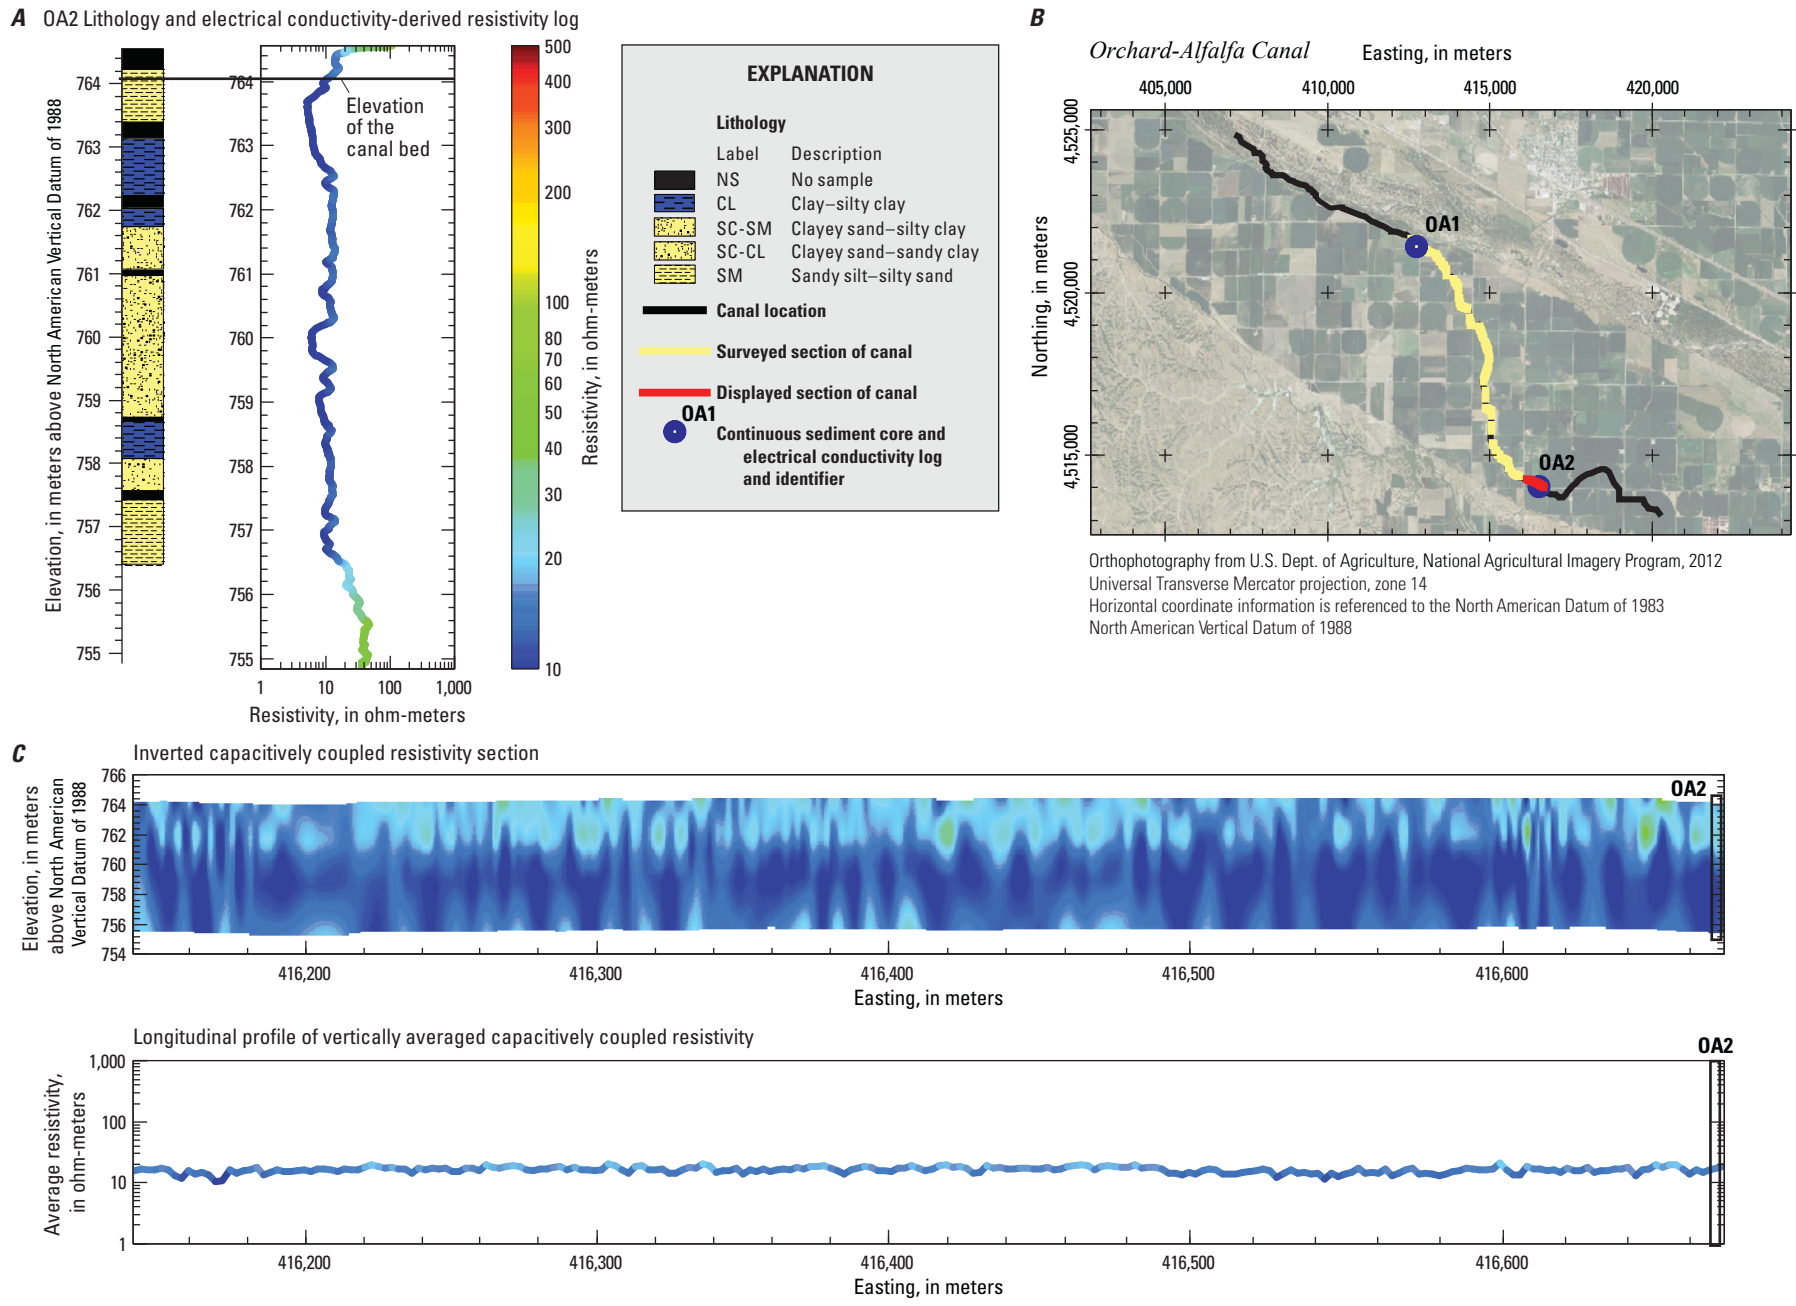 A OA2 Lithology and electrical conductivity-derived resistivity log
Elevation, in meters above North American Vertical Datum of 1988
764
763
762
761
760
759
758
757
756
755
764
763
762
761
760
759
758
757
756
755
Elevation
of the
canal bed
1 10 100 1,000
Resistivity, in ohm-meters
500
400
300
200
100
80
70
60
50
40
30
20
10
Resistivity, in ohm-meters
EXPLANATION
Lithology
Label Description
NS No sample
CL Clay–silty clay
SC-SM Clayey sand–silty clay
SC-CL Clayey sand–sandy clay
SM Sandy silt–silty sand
Canal location
Surveyed section of canal
Displayed section of canal
OA1
Continuous sediment core and
electrical conductivity log
and identifier
B
Orchard-Alfalfa Canal Easting, in meters
405,000 410,000 415,000 420,000
Northing, in meters
4,525,000
4,520,000
4,515,000
OA1
OA2
Orthophotography from U.S. Dept. of Agriculture, National Agricultural Imagery Program, 2012
Universal Transverse Mercator projection, zone 14
Horizontal coordinate information is referenced to the North American Datum of 1983
North American Vertical Datum of 1988
C Inverted capacitively coupled resistivity section
Elevation, in meters
above North American
Vertical Datum of 1988
766
764
762
760
758
756
754
OA2
416,200 416,300 416,400 416,500 416,600
Easting, in meters
Longitudinal profile of vertically averaged capacitively coupled resistivity
OA2
Average resistivity,
in ohm-meters
1,000
100
10
1
416,200 416,300 416,400 416,500 416,600
Easting, in meters